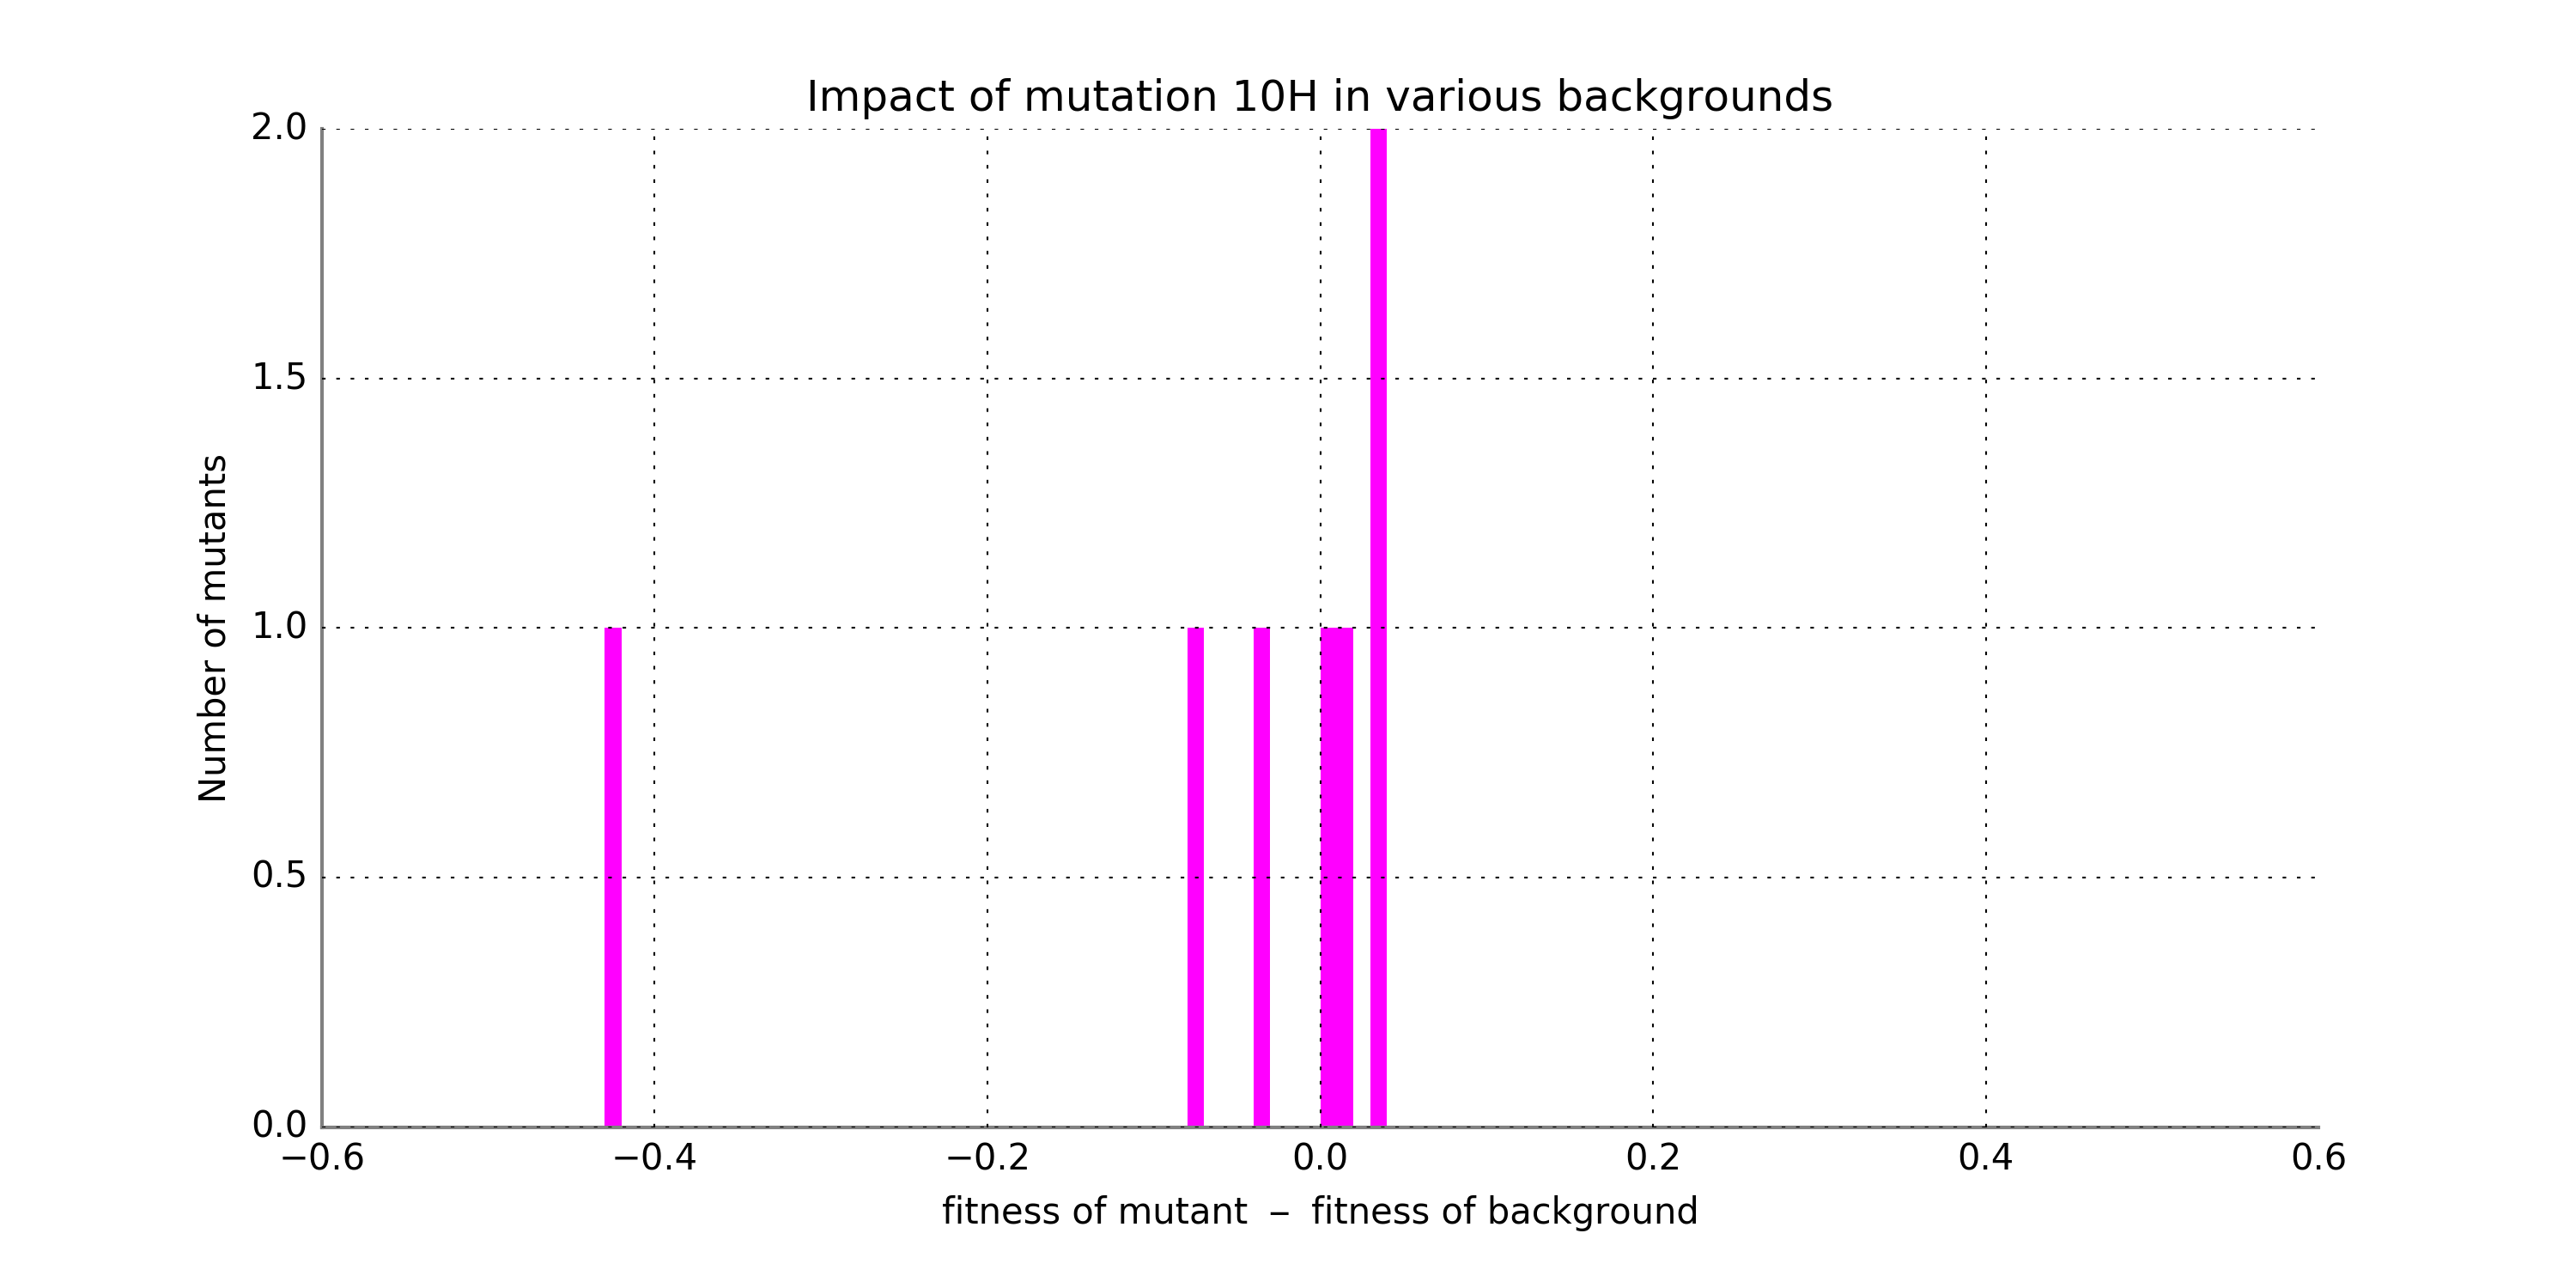 Impact of mutation 10H in various backgrounds
2.0
1.5
1.0
0.5
0.0
Number of mutants
−0.6 −0.4 −0.2 0.0 0.2 0.4 0.6
fitness of mutant − fitness of background